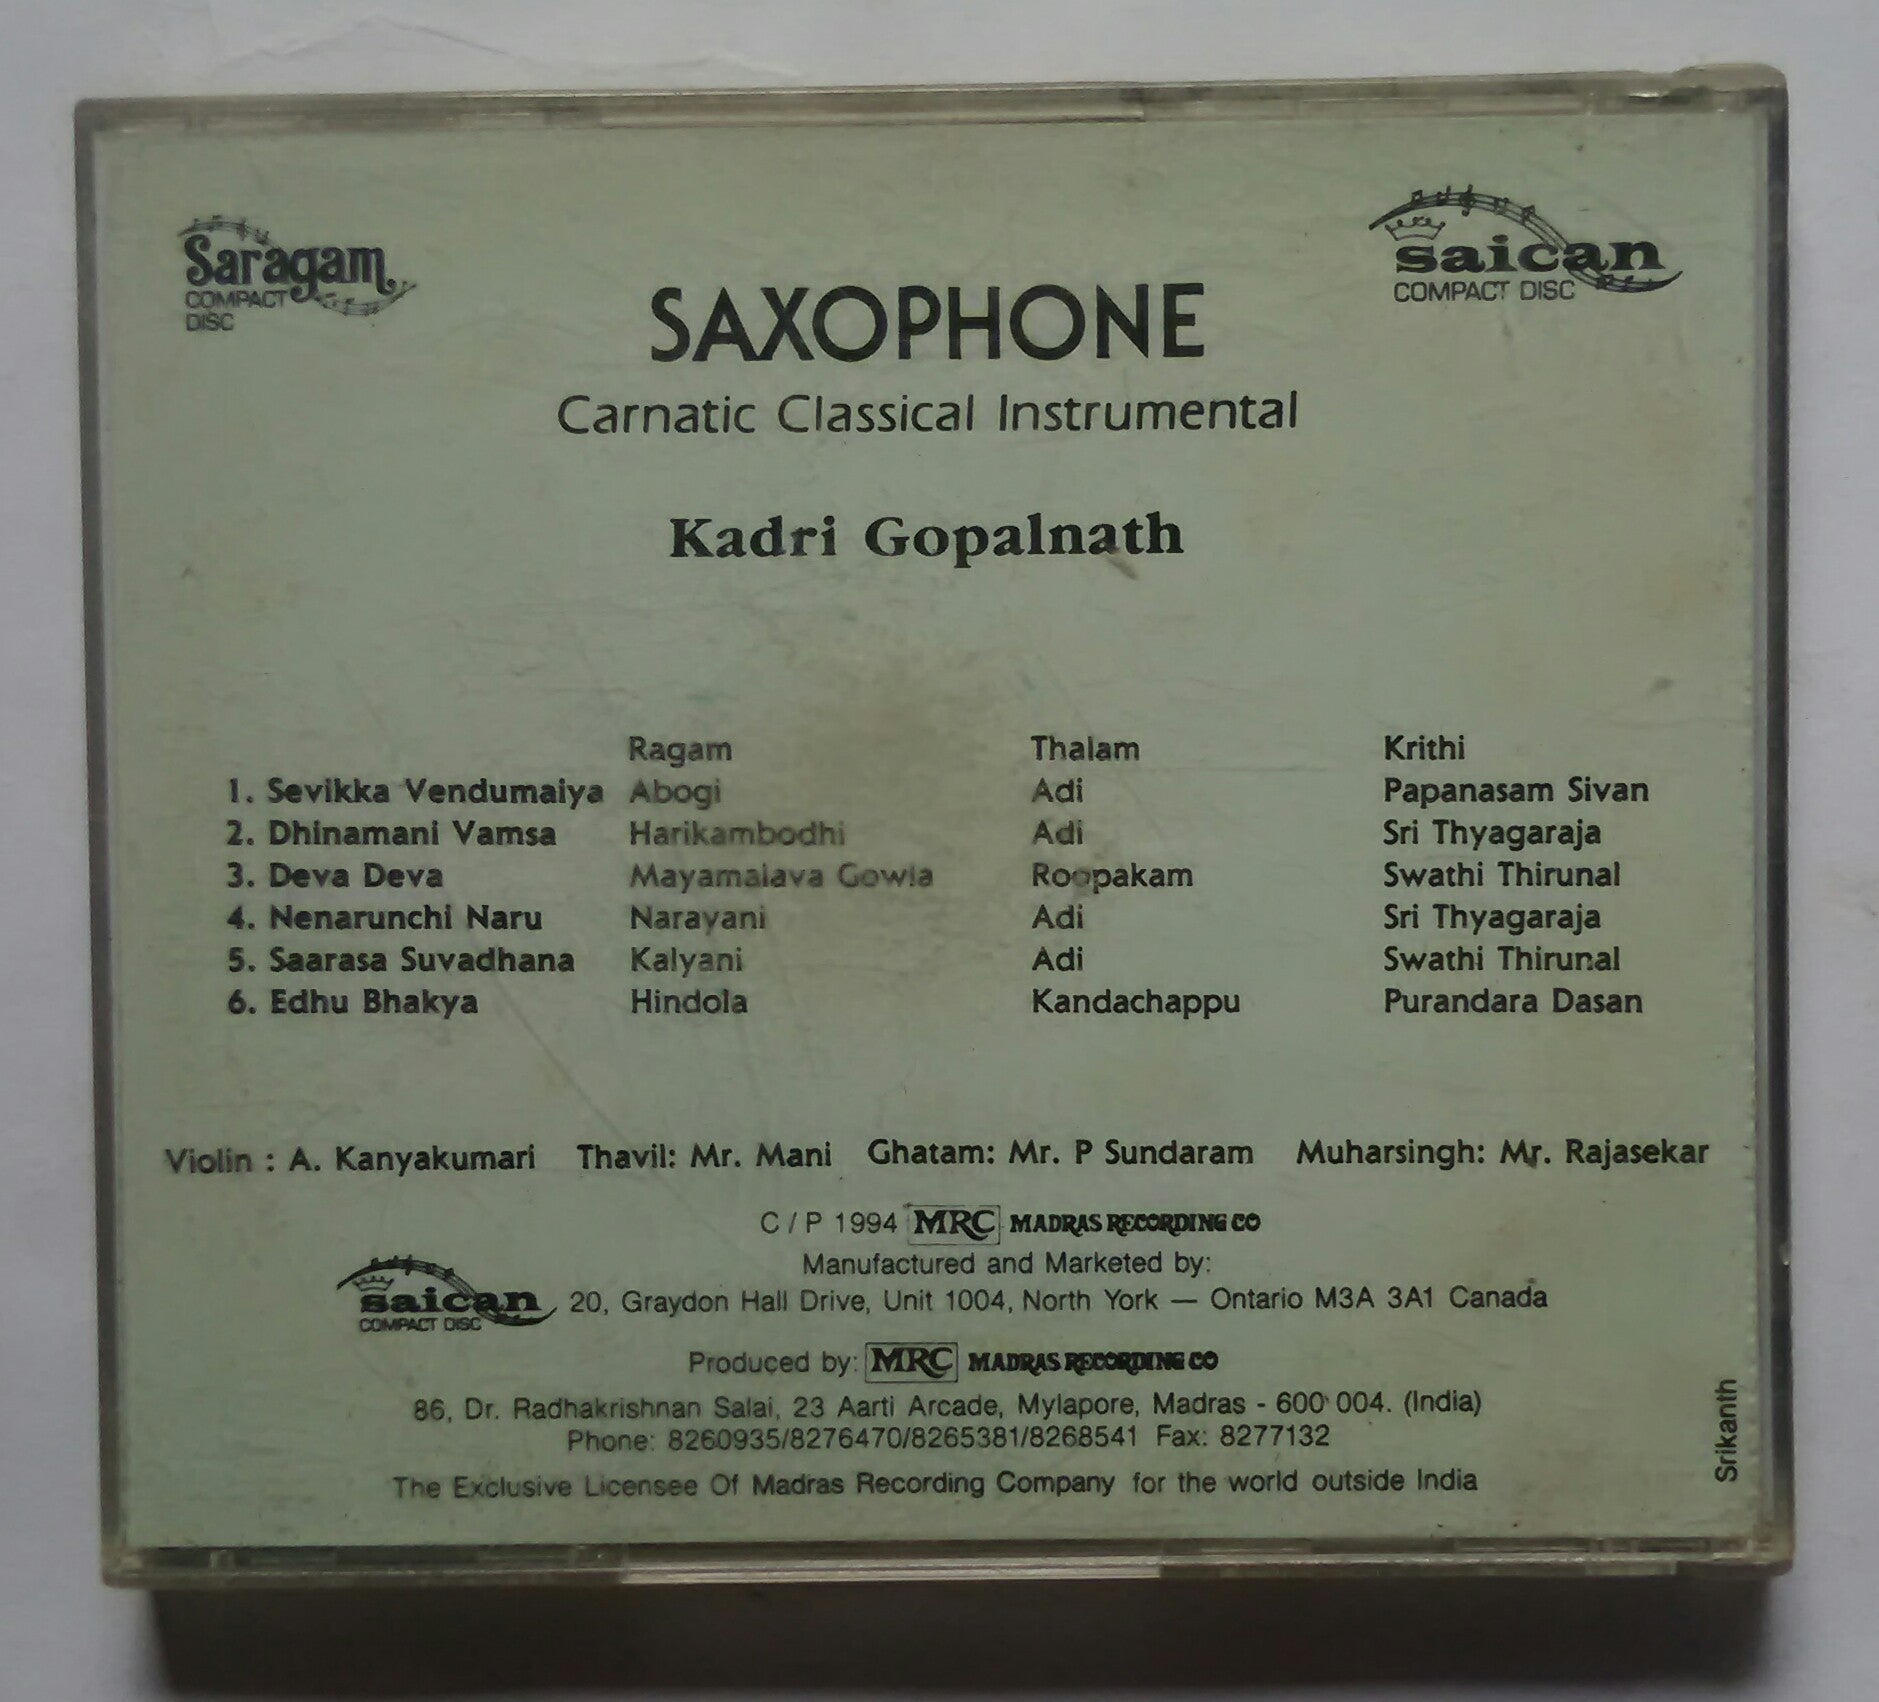 Saragam
COMPACT
DISC
saican
COMPACT DISC
SAXOPHONE
Carnatic Classical Instrumental
Kadri Gopalnath
Ragam Thalam Krithi
1. Sevikka Vendumaiya Abogi Adi Papanasam Sivan
2. Dhinamani Vamsa Harikambodhi Adi Sri Thyagaraja
3. Deva Deva Mayamalava Gowla Roopakam Swathi Thirunal
4. Nenarunchi Naru Narayani Adi Sri Thyagaraja
5. Saarasa Suvadhana Kalyani Adi Swathi Thirunal
6. Edhu Bhakya Hindola Kandachappu Purandara Dasan
Violin : A. Kanyakumari Thavil: Mr. Mani Ghatam: Mr. P Sundaram Muharsingh: Mr. Rajasekar
C / P 1994 MRC MADRAS RECORDING CO
Manufactured and Marketed by:
saican COMPACT DISC 20, Graydon Hall Drive, Unit 1004, North York — Ontario M3A 3A1 Canada
Produced by: MRC MADRAS RECORDING CO
86, Dr. Radhakrishnan Salai, 23 Aarti Arcade, Mylapore, Madras - 600 004. (India)
Phone: 8260935/8276470/8265381/8268541 Fax: 8277132
The Exclusive Licensee Of Madras Recording Company for the world outside India
Srikanth